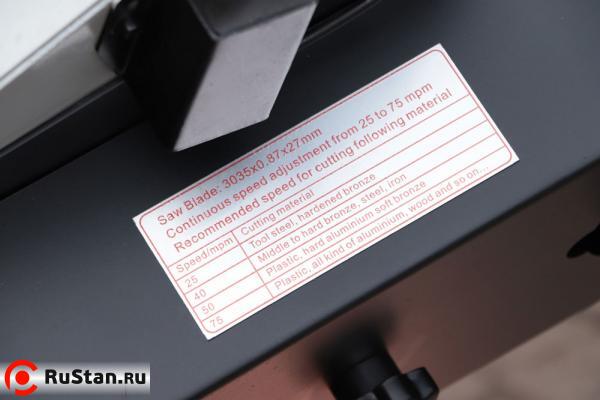 Saw Blade: 3035x0.87x27mm
Continuous speed adjustment from 25 to 75 mpm
Recommended speed for cutting following material
Speed/mpm Cutting material
25 Tool steel, hardened bronze
40 Middle to hard bronze, steel, iron
50 Plastic, hard aluminium soft bronze
75 Plastic, all kind of aluminium, wood and so on...
RuStan.ru